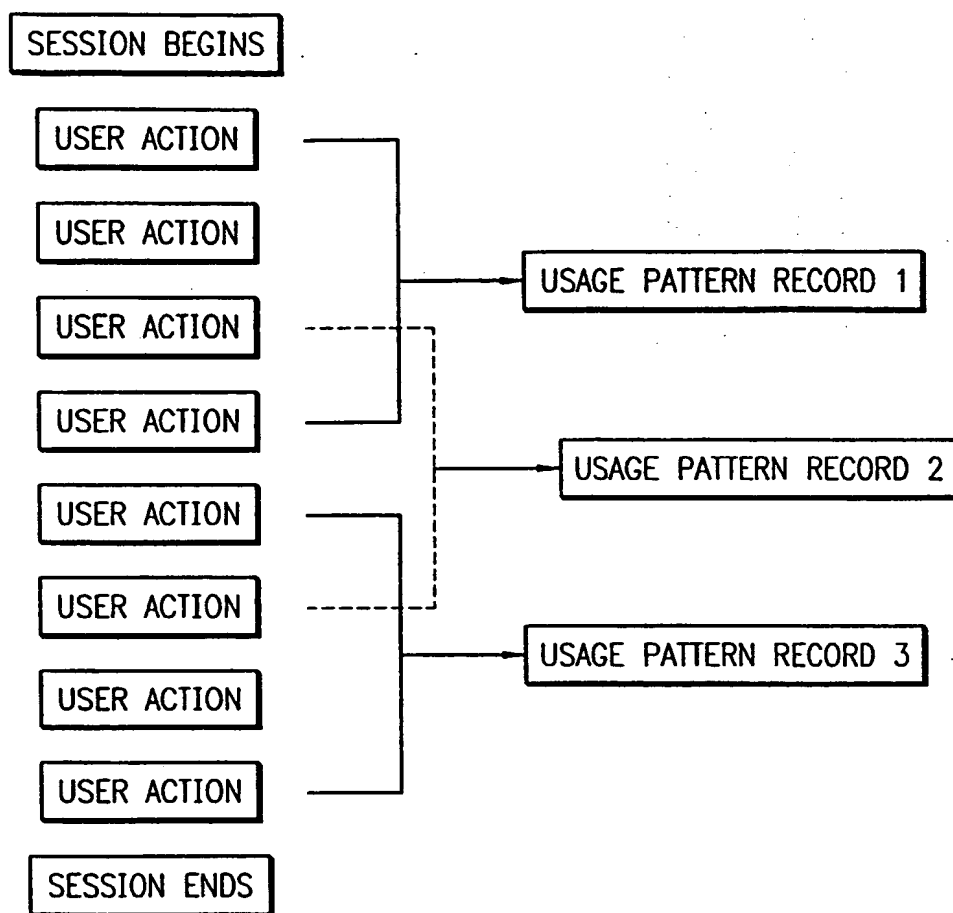 SESSION BEGINS
USER ACTION
USER ACTION
USAGE PATTERN RECORD 1
USER ACTION
USER ACTION
USAGE PATTERN RECORD 2
USER ACTION
USER ACTION
USAGE PATTERN RECORD 3
USER ACTION
USER ACTION
SESSION ENDS